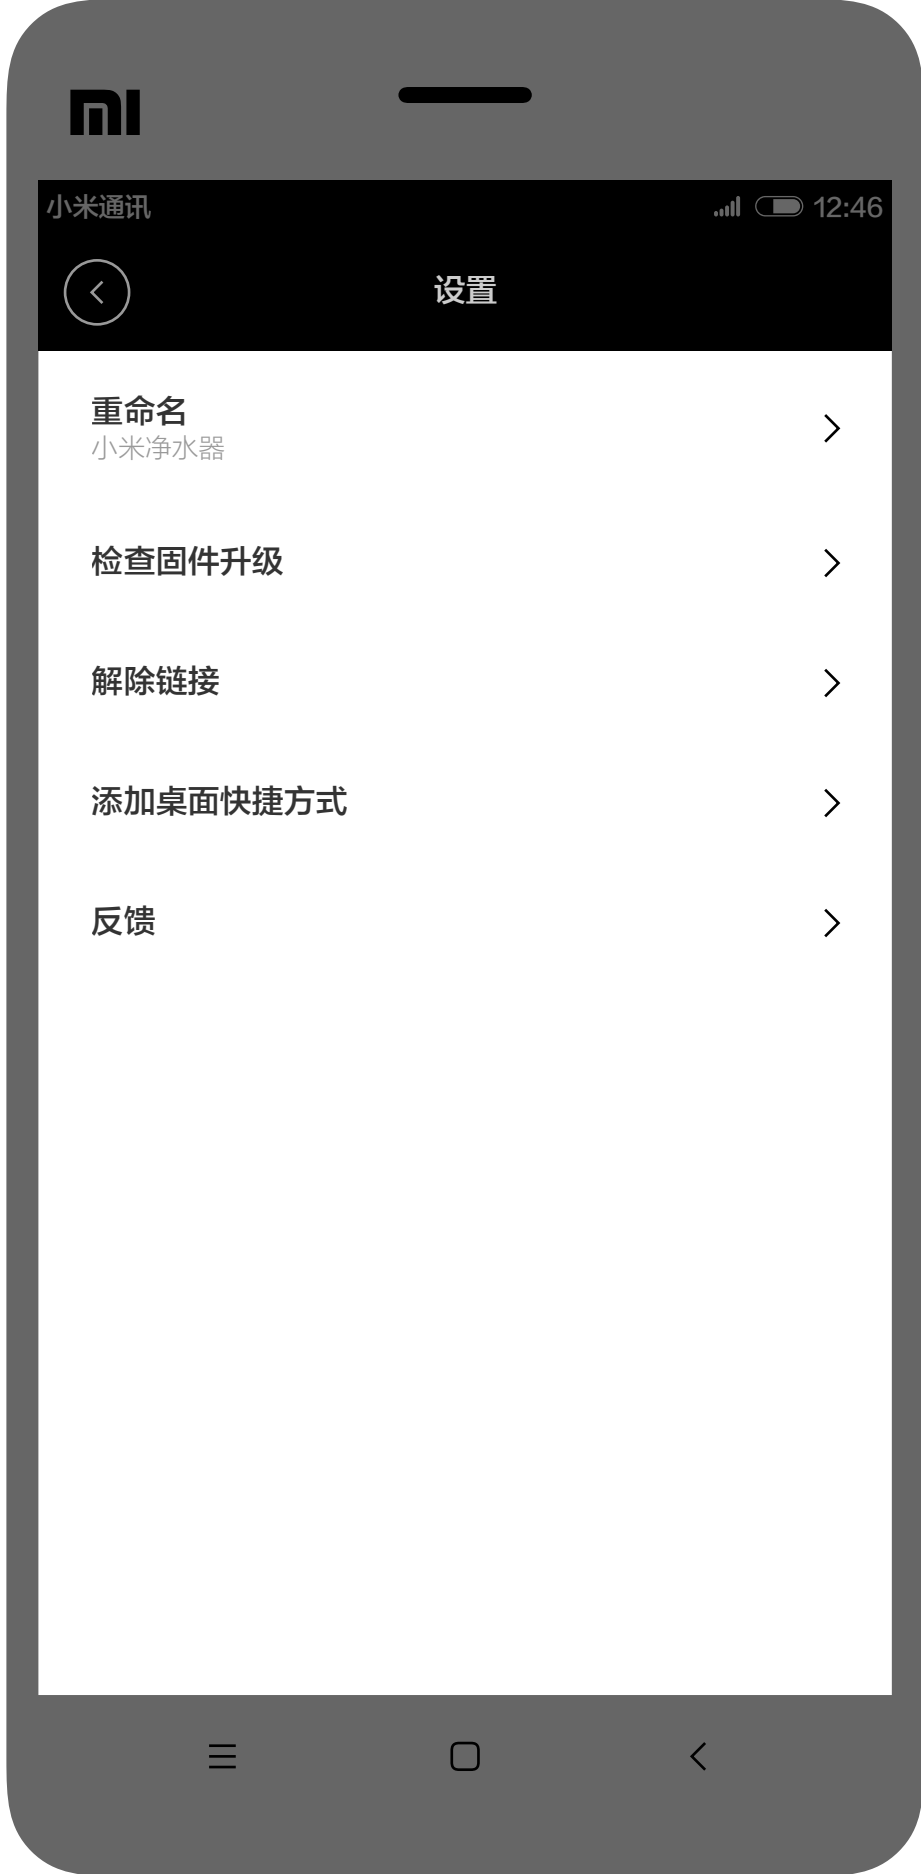 mi
小米通讯 12:46
设置
重命名
小米净水器
检查固件升级
解除链接
添加桌面快捷方式
反馈